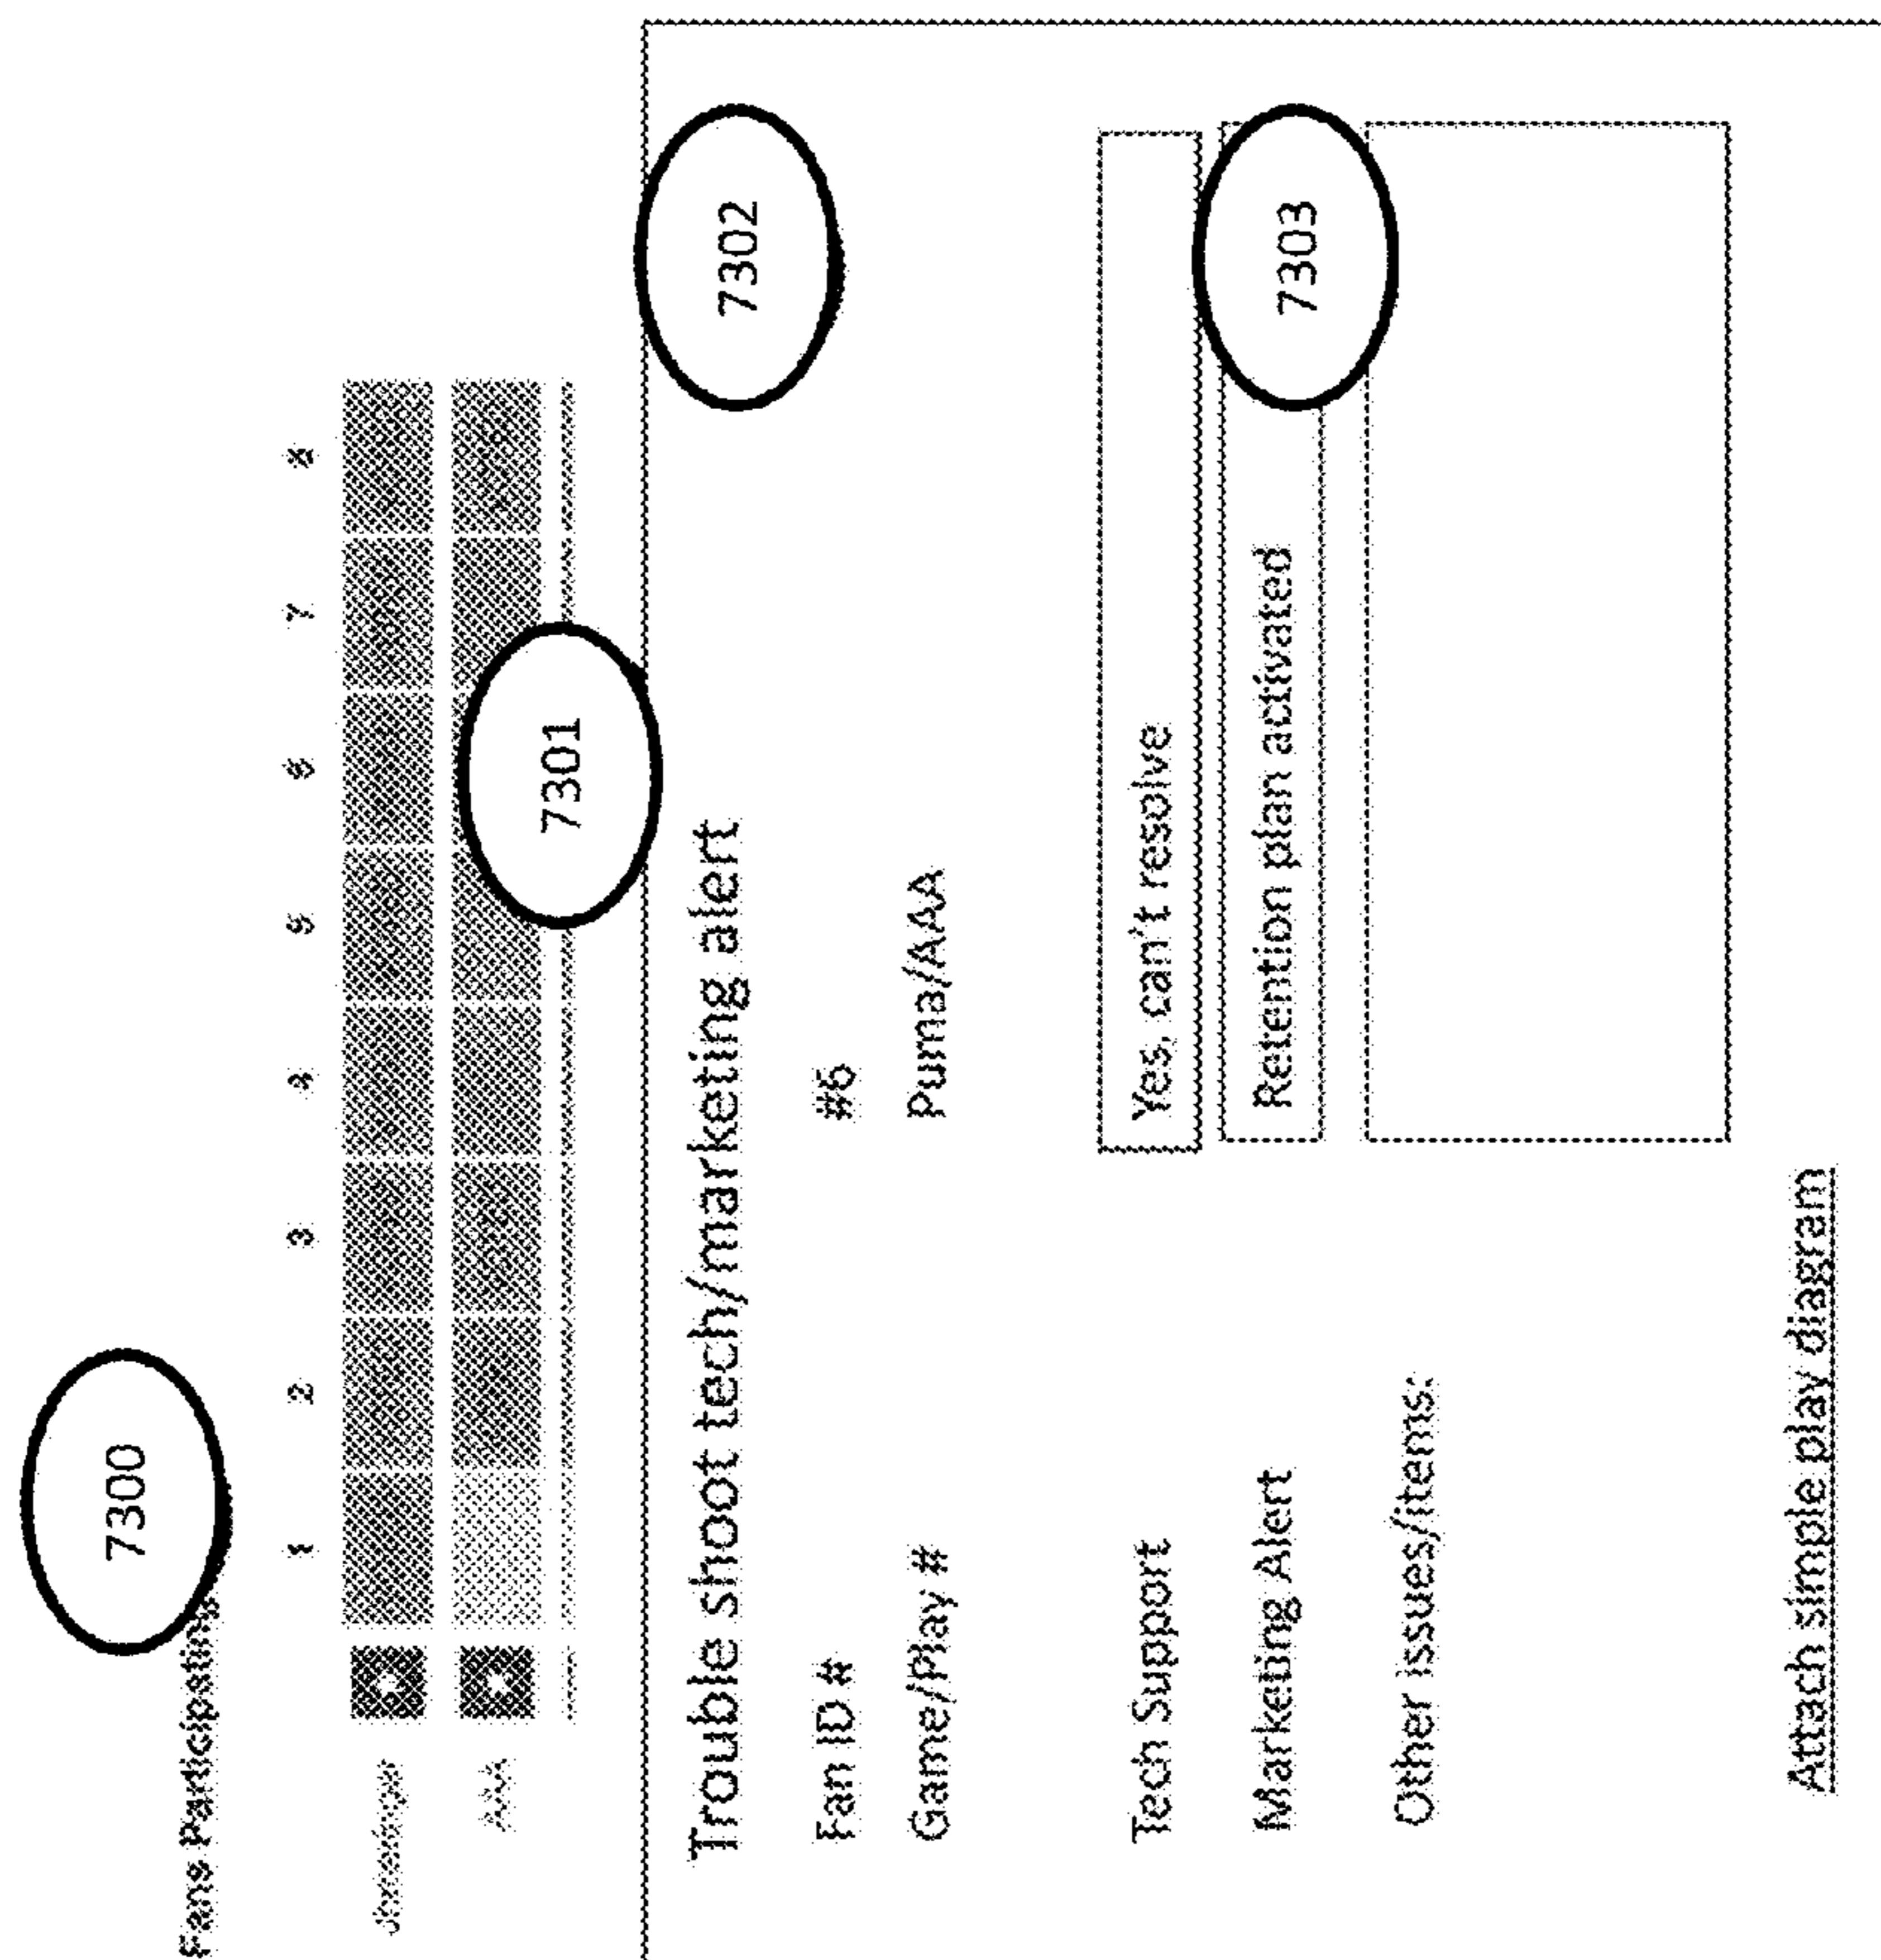 7300
Fans Participating
1 2 3 4 5 6 7 8
AAA
7301
Trouble shoot tech/marketing alert
7302
Fan ID # #6
Game/Play # Puma/AAA
Tech Support Yes, can't resolve
Marketing Alert Retention plan activated
7303
Other issues/items:
Attach simple play diagram